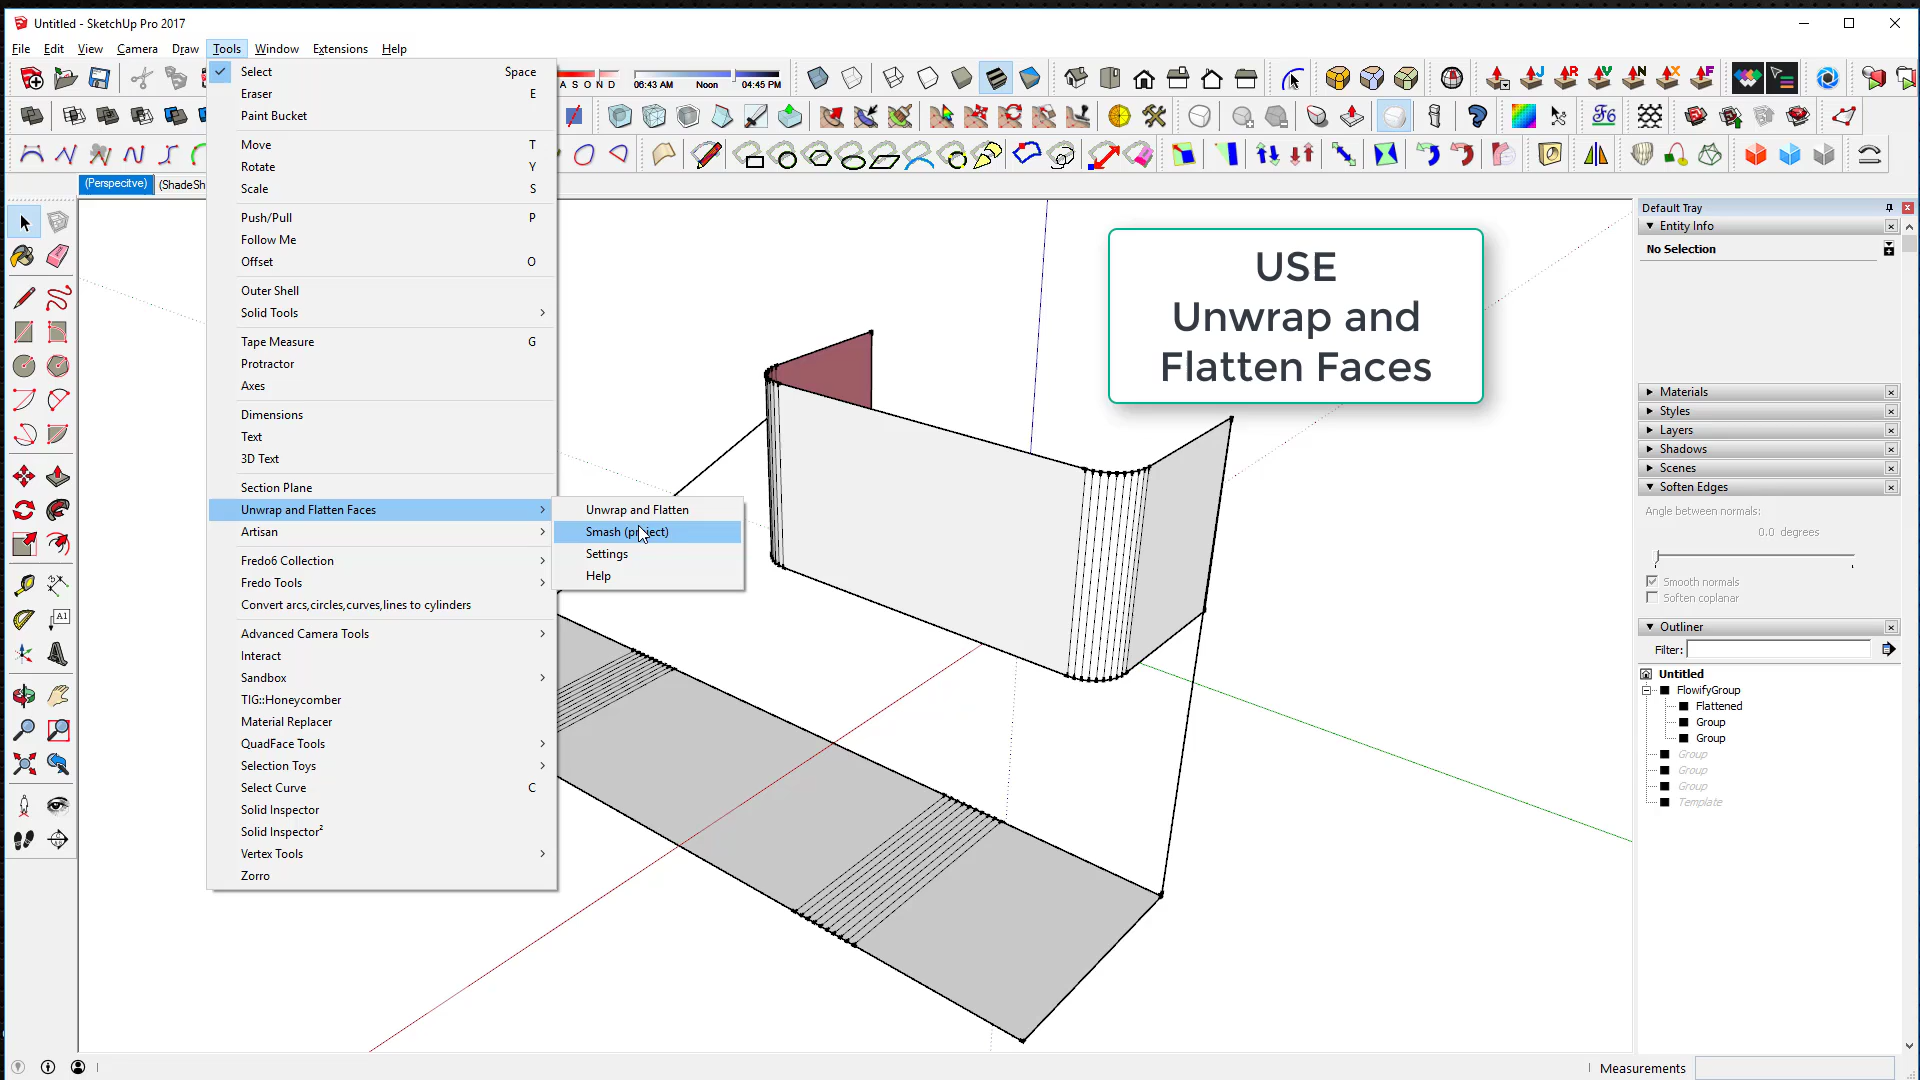 Untitled - SketchUp Pro 2017
File Edit View Camera Draw Tools Window Extensions Help
A S O N D
06:43 AM Noon 04:45 PM
(Perspecitve) (ShadeSh
Select Space
Eraser E
Paint Bucket
Move T
Rotate Y
Scale S
Push/Pull P
Follow Me
Offset O
Outer Shell
Solid Tools
Tape Measure G
Protractor
Axes
Dimensions
Text
3D Text
Section Plane
Unwrap and Flatten Faces
Artisan
Fredo6 Collection
Fredo Tools
Convert arcs,circles,curves,lines to cylinders
Advanced Camera Tools
Interact
Sandbox
TIG::Honeycomber
Material Replacer
QuadFace Tools
Selection Toys
Select Curve C
Solid Inspector
Solid Inspector²
Vertex Tools
Zorro
Unwrap and Flatten
Smash (project)
Settings
Help
USE
Unwrap and
Flatten Faces
Default Tray
Entity Info
No Selection
Materials
Styles
Layers
Shadows
Scenes
Soften Edges
Angle between normals:
0.0 degrees
Smooth normals
Soften coplanar
Outliner
Filter:
Untitled
FlowifyGroup
Flattened
Group
Group
Group
Group
Group
Template
Measurements